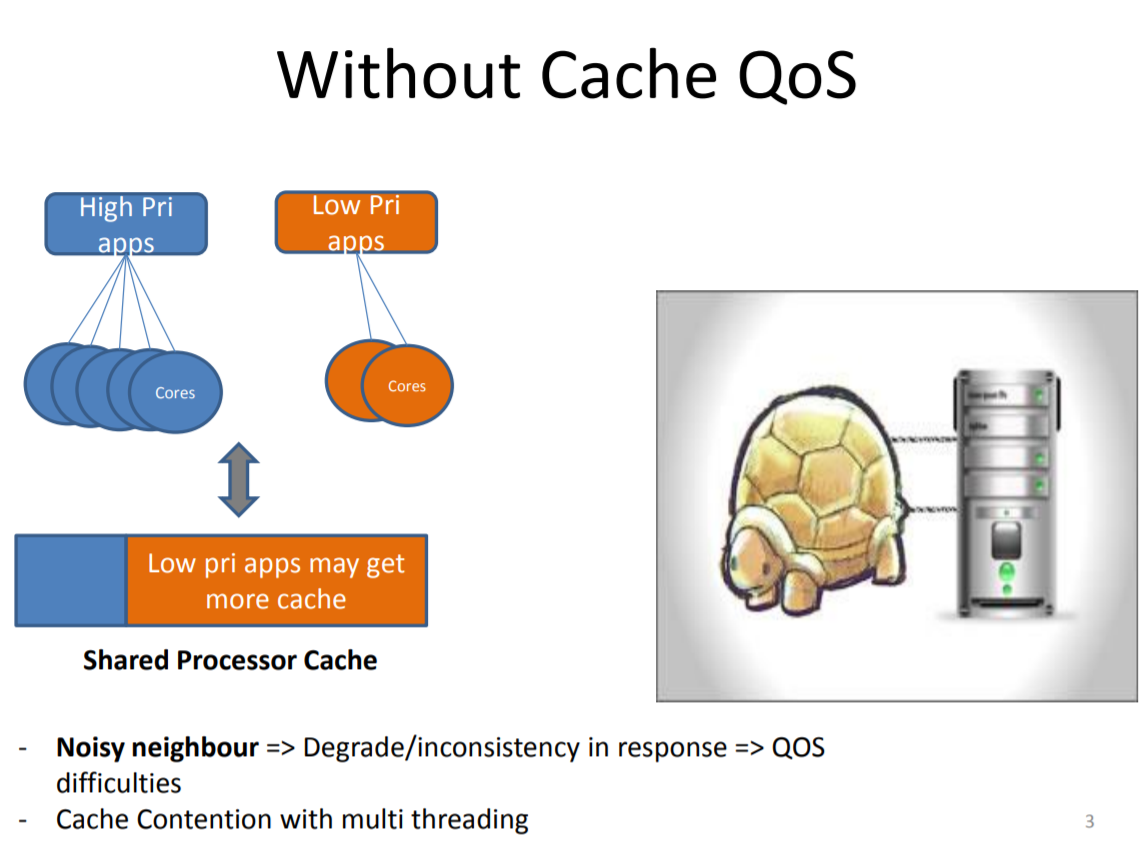 Without Cache QoS
High Pri
apps
Low Pri
apps
Cores
Cores
Low pri apps may get
more cache
Shared Processor Cache
- Noisy neighbour => Degrade/inconsistency in response => QOS
difficulties
- Cache Contention with multi threading
3